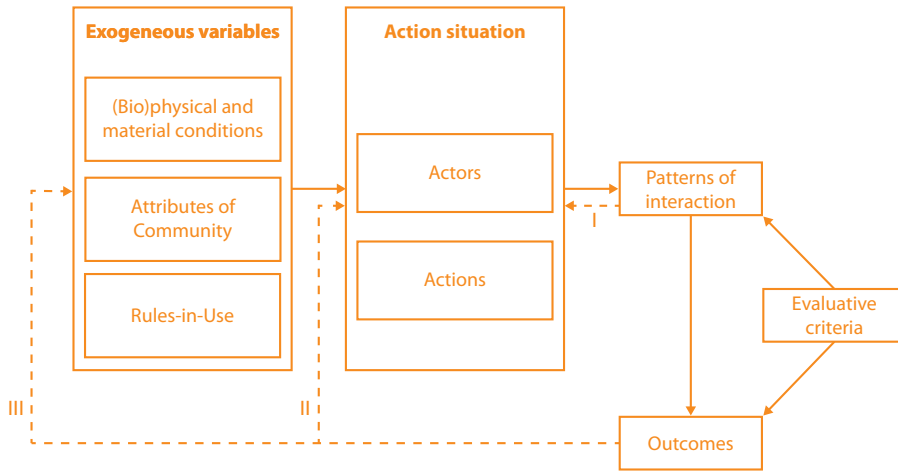 Exogeneous variables
(Bio)physical and
material conditions
Attributes of
Community
Rules-in-Use
Action situation
Actors
Actions
Patterns of
interaction
Evaluative
criteria
Outcomes
I
II
III